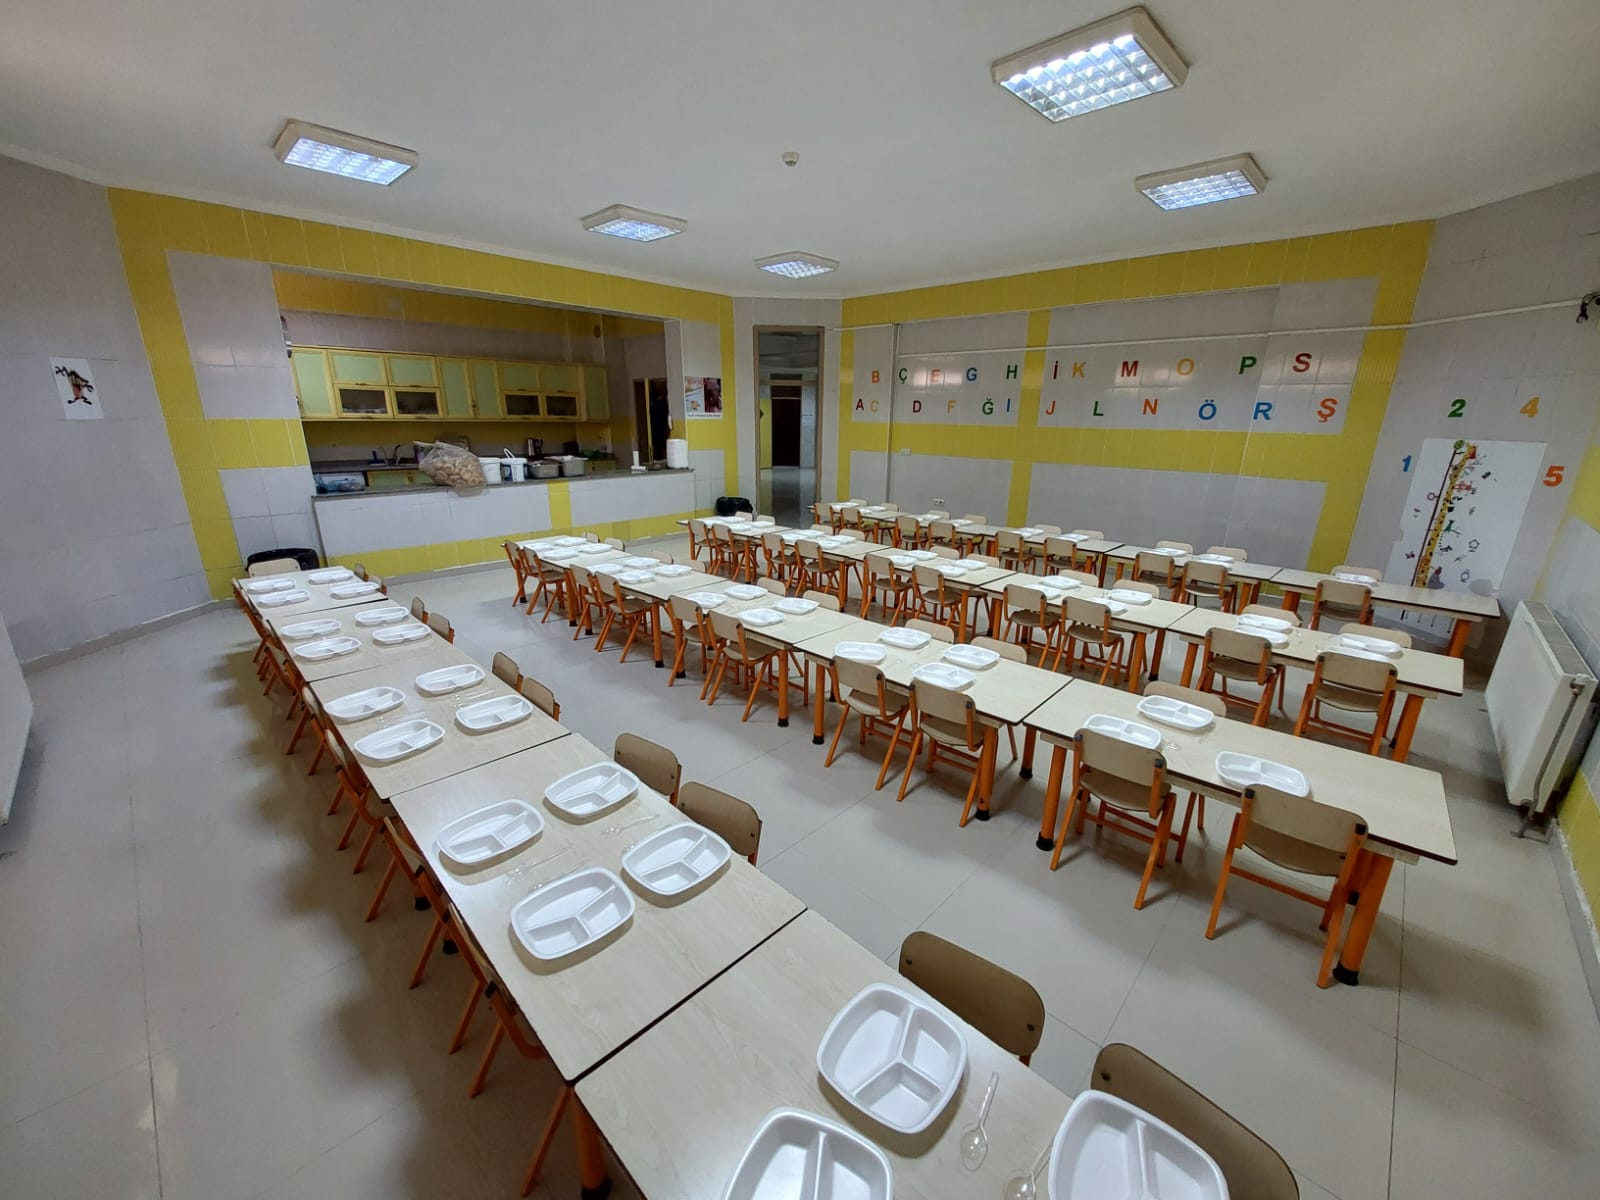 B Ç E G H İ K M O P S
A C D F Ğ I J L N Ö R Ş
2 4
1 5